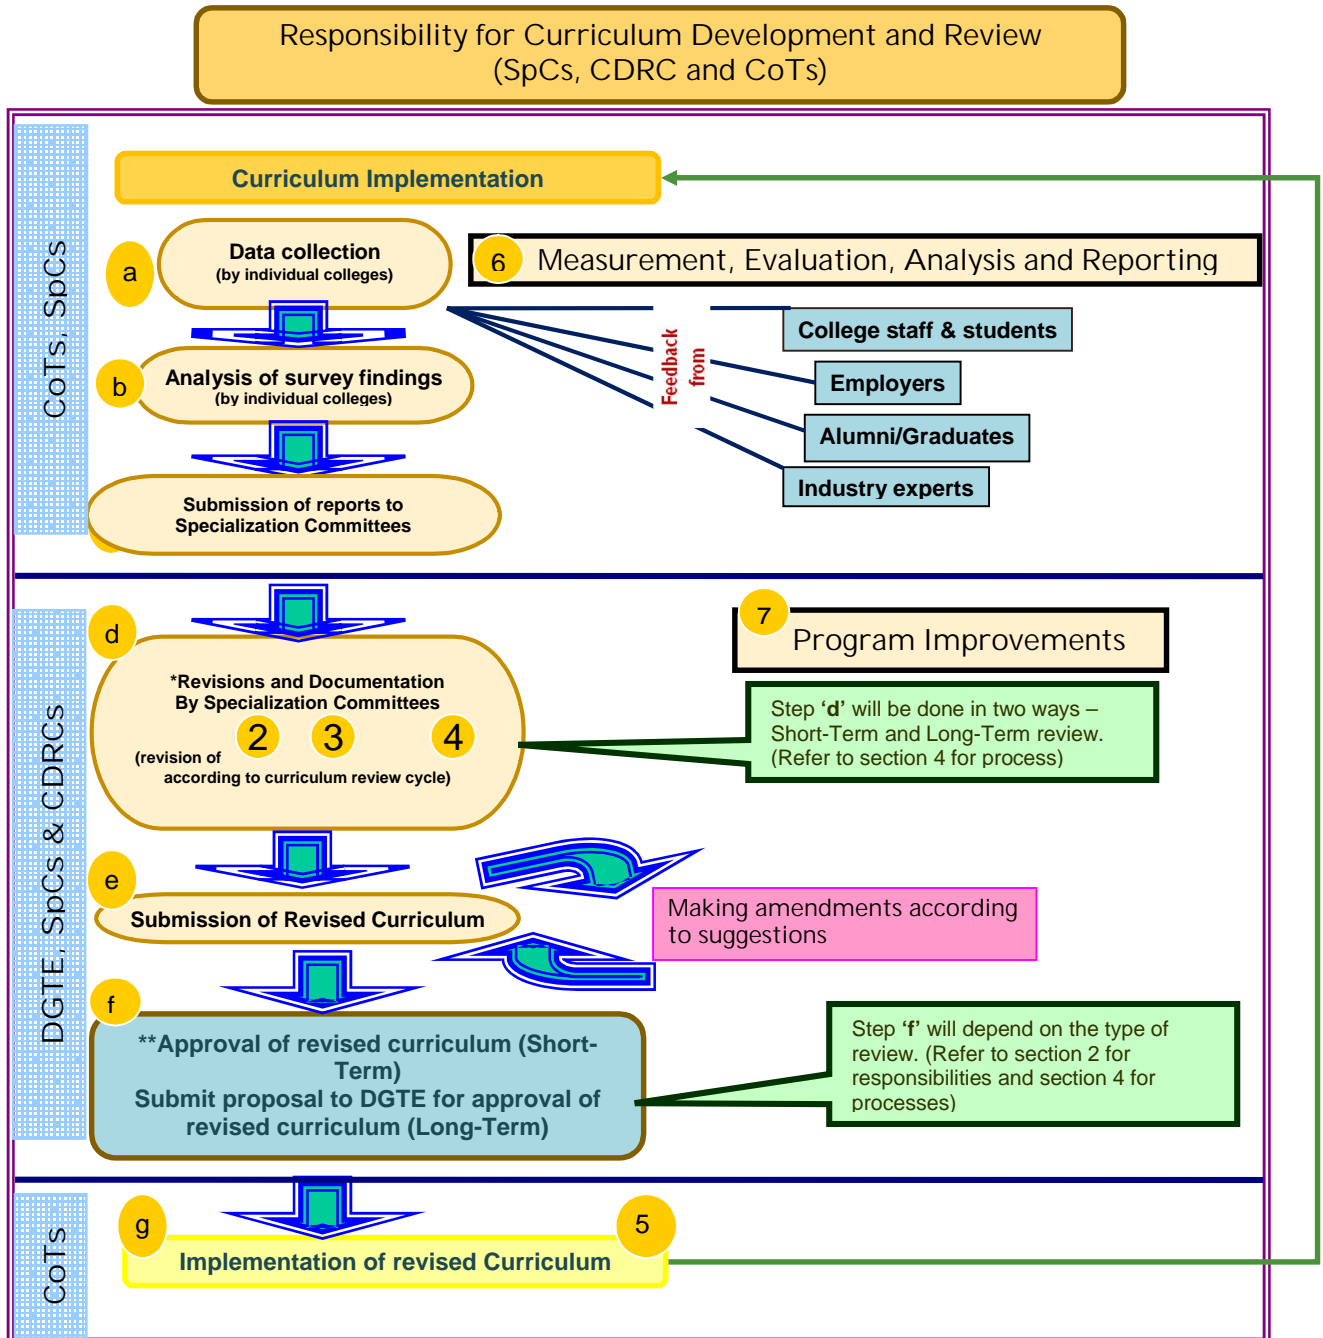 Responsibility for Curriculum Development and Review
(SpCs, CDRC and CoTs)
CoTs, SpCs
Curriculum Implementation
a
Data collection
(by individual colleges)
6
Measurement, Evaluation, Analysis and Reporting
Feedback
from
College staff & students
Employers
Alumni/Graduates
Industry experts
b
Analysis of survey findings
(by individual colleges)
Submission of reports to
Specialization Committees
DGTE, SpCs & CDRCs
d
*Revisions and Documentation
By Specialization Committees
2 3 4
(revision of
according to curriculum review cycle)
7
Program Improvements
Step ‘d’ will be done in two ways –
Short-Term and Long-Term review.
(Refer to section 4 for process)
e
Submission of Revised Curriculum
Making amendments according
to suggestions
f
**Approval of revised curriculum (Short-
Term)
Submit proposal to DGTE for approval of
revised curriculum (Long-Term)
Step ‘f’ will depend on the type of
review. (Refer to section 2 for
responsibilities and section 4 for
processes)
CoTs
g
5
Implementation of revised Curriculum